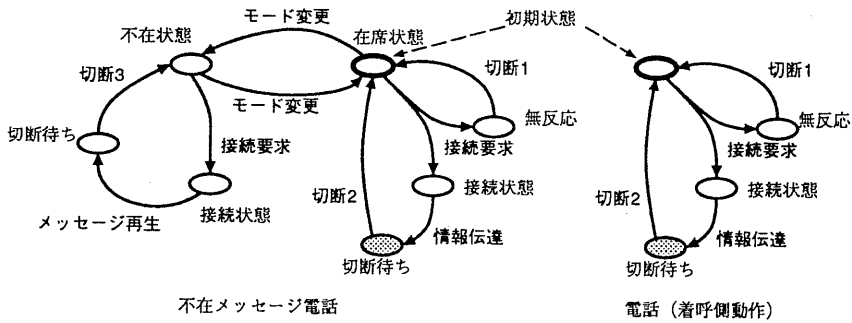 モード変更
初期状態
不在状態
在席状態
切断3
切断1
切断1
モード変更
無反応
無反応
切断待ち
接続要求
接続要求
接続要求
切断2
接続状態
切断2
接続状態
メッセージ再生
接続状態
情報伝達
情報伝達
切断待ち
切断待ち
不在メッセージ電話
電話（着呼側動作）